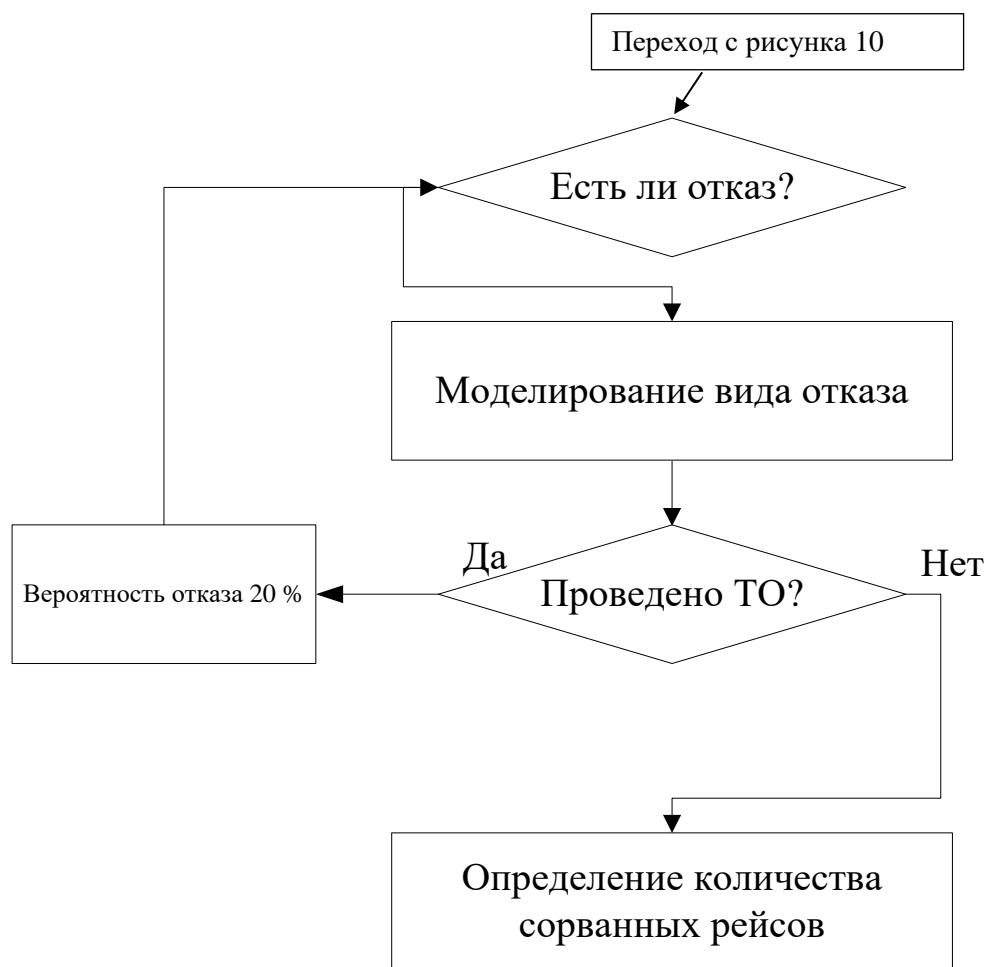 Переход с рисунка 10
Есть ли отказ?
Моделирование вида отказа
Да
Нет
Вероятность отказа 20 %
Проведено ТО?
Определение количества
сорванных рейсов